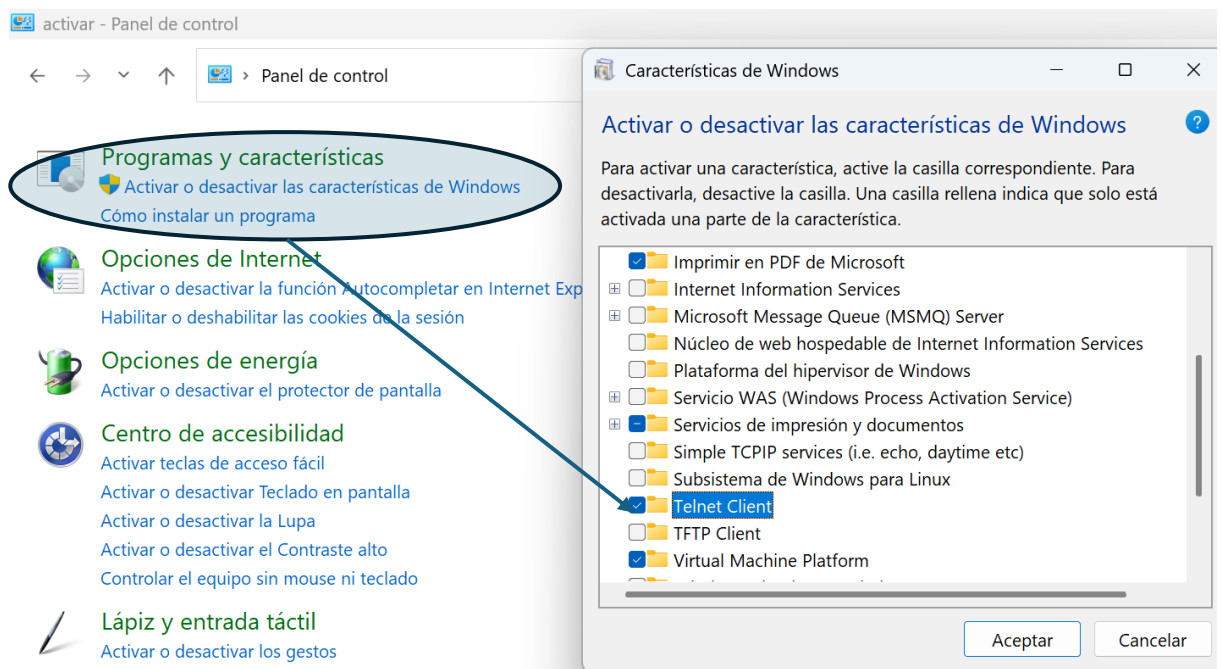 activar - Panel de control
Panel de control
Programas y características
Activar o desactivar las características de Windows
Cómo instalar un programa
Opciones de Internet
Activar o desactivar la función Autocompletar en Internet Exp
Habilitar o deshabilitar las cookies de la sesión
Opciones de energía
Activar o desactivar el protector de pantalla
Centro de accesibilidad
Activar teclas de acceso fácil
Activar o desactivar Teclado en pantalla
Activar o desactivar la Lupa
Activar o desactivar el Contraste alto
Controlar el equipo sin mouse ni teclado
Lápiz y entrada táctil
Activar o desactivar los gestos
Características de Windows
Activar o desactivar las características de Windows
?
Para activar una característica, active la casilla correspondiente. Para
desactivarla, desactive la casilla. Una casilla rellena indica que solo está
activada una parte de la característica.
Imprimir en PDF de Microsoft
Internet Information Services
Microsoft Message Queue (MSMQ) Server
Núcleo de web hospedable de Internet Information Services
Plataforma del hipervisor de Windows
Servicio WAS (Windows Process Activation Service)
Servicios de impresión y documentos
Simple TCPIP services (i.e. echo, daytime etc)
Subsistema de Windows para Linux
Telnet Client
TFTP Client
Virtual Machine Platform
Aceptar
Cancelar